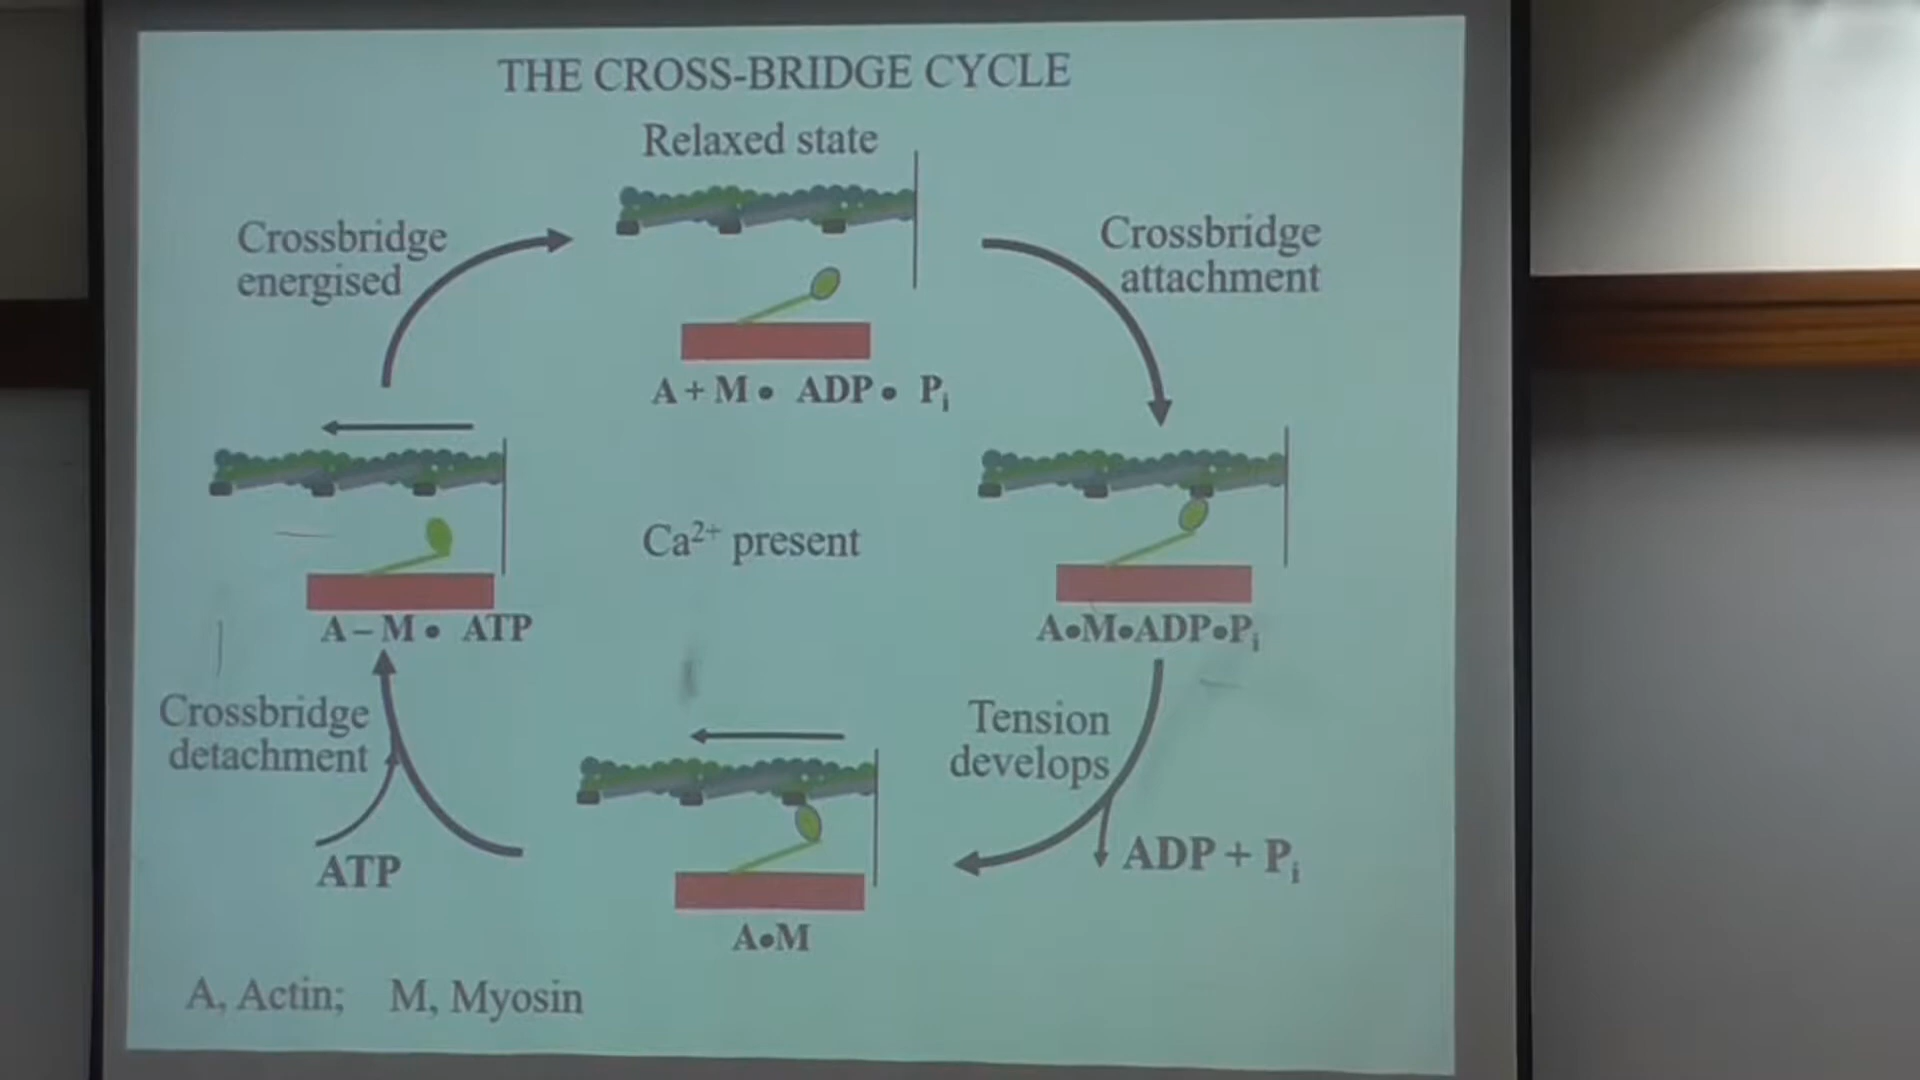 THE CROSS-BRIDGE CYCLE
Relaxed state
Crossbridge
energised
Crossbridge
attachment
A + M • ADP • Pi
Ca²⁺ present
A – M • ATP
A•M•ADP•Pi
Crossbridge
detachment
Tension
develops
ATP
ADP + Pi
A•M
A, Actin; M, Myosin